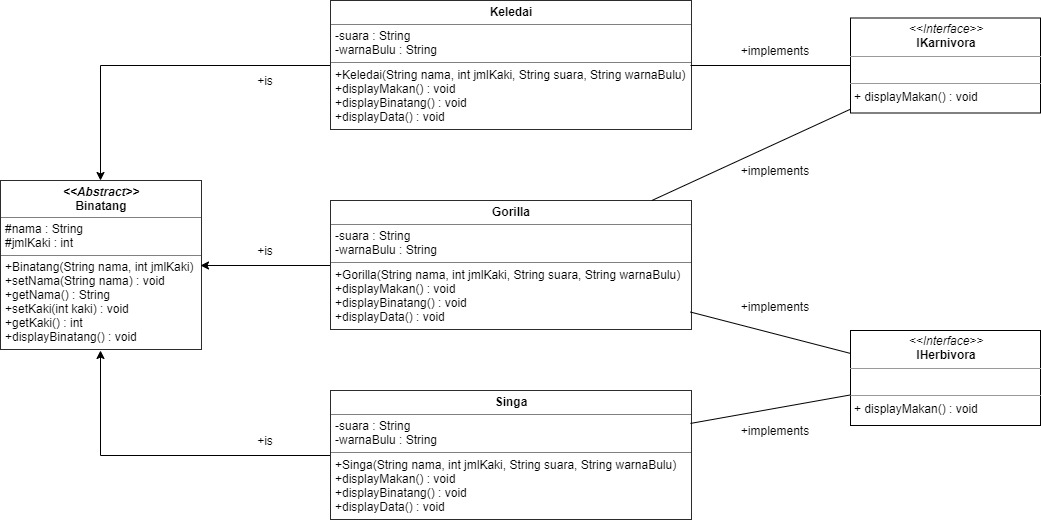 Keledai
-suara : String
-warnaBulu : String
+Keledai(String nama, int jmlKaki, String suara, String warnaBulu)
+displayMakan() : void
+displayBinatang() : void
+displayData() : void
+is
+implements
<<Interface>>
IKarnivora
+ displayMakan() : void
+implements
<<Abstract>>
Binatang
#nama : String
#jmlKaki : int
+Binatang(String nama, int jmlKaki)
+setNama(String nama) : void
+getNama() : String
+setKaki(int kaki) : void
+getKaki() : int
+displayBinatang() : void
+is
Gorilla
-suara : String
-warnaBulu : String
+Gorilla(String nama, int jmlKaki, String suara, String warnaBulu)
+displayMakan() : void
+displayBinatang() : void
+displayData() : void
+implements
<<Interface>>
IHerbivora
+ displayMakan() : void
+implements
+is
Singa
-suara : String
-warnaBulu : String
+Singa(String nama, int jmlKaki, String suara, String warnaBulu)
+displayMakan() : void
+displayBinatang() : void
+displayData() : void